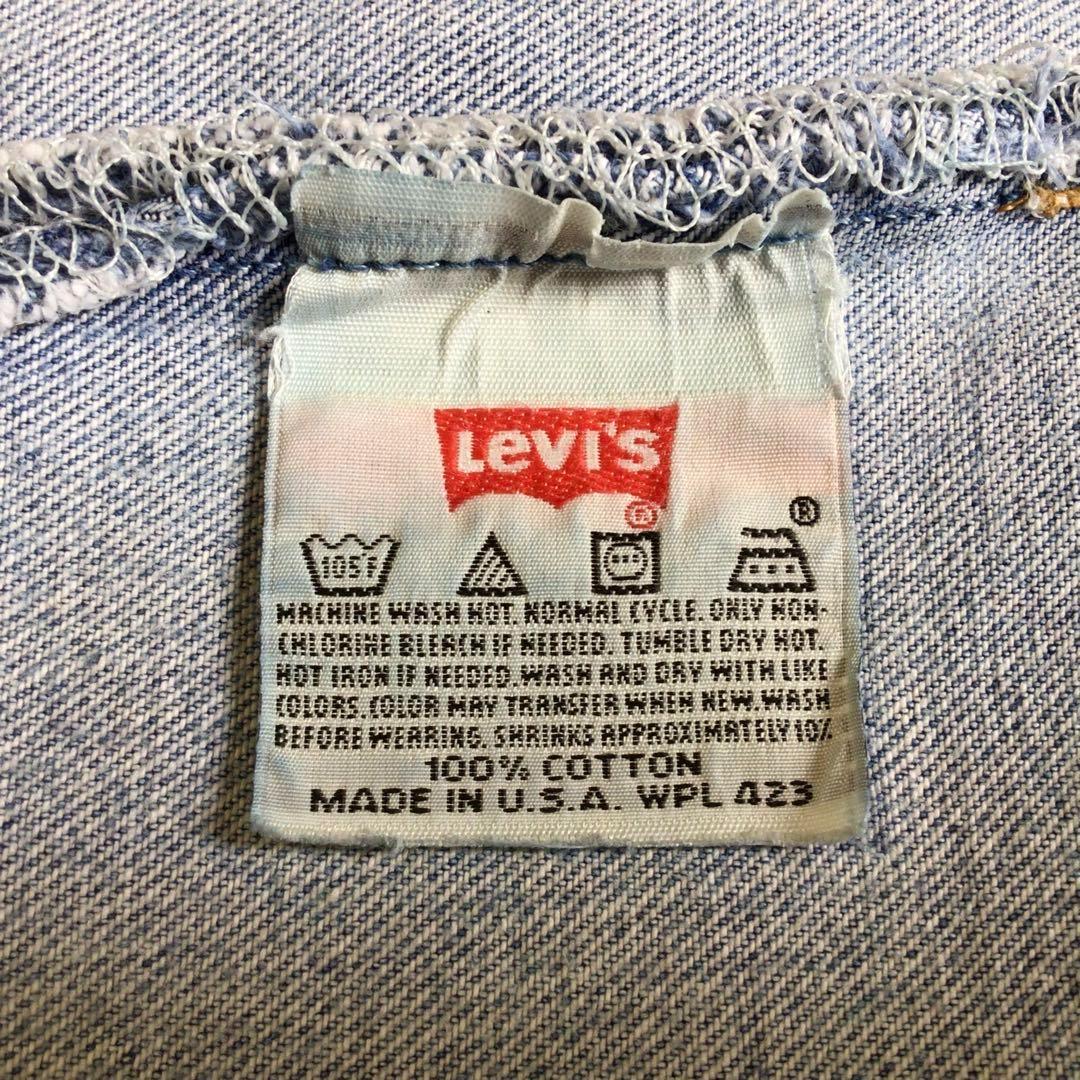 Levi's
®
®
105F
MACHINE WASH HOT. NORMAL CYCLE. ONLY NON-
CHLORINE BLEACH IF NEEDED. TUMBLE DRY HOT.
HOT IRON IF NEEDED. WASH AND DRY WITH LIKE
COLORS. COLOR MAY TRANSFER WHEN NEW. WASH
BEFORE WEARING. SHRINKS APPROXIMATELY 10%
100% COTTON
MADE IN U.S.A. WPL 423